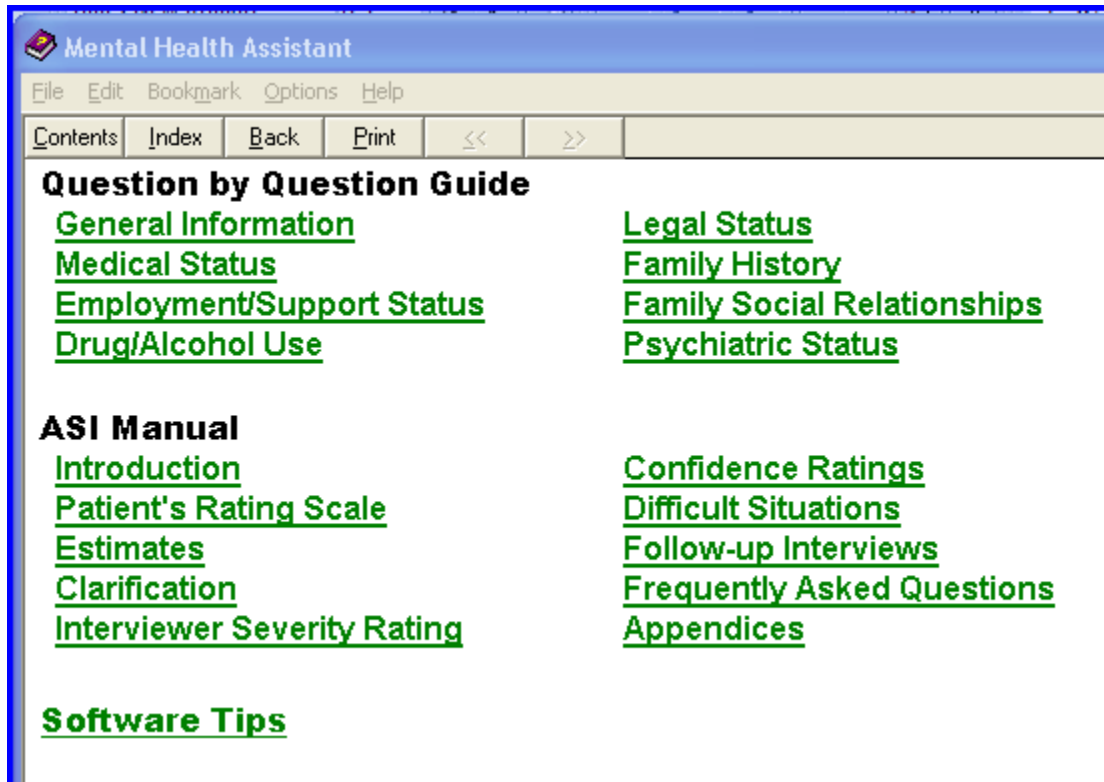 Mental Health Assistant
File Edit Bookmark Options Help
Contents Index Back Print << >>
Question by Question Guide
General Information Legal Status
Medical Status Family History
Employment/Support Status Family Social Relationships
Drug/Alcohol Use Psychiatric Status
ASI Manual
Introduction Confidence Ratings
Patient's Rating Scale Difficult Situations
Estimates Follow-up Interviews
Clarification Frequently Asked Questions
Interviewer Severity Rating Appendices
Software Tips